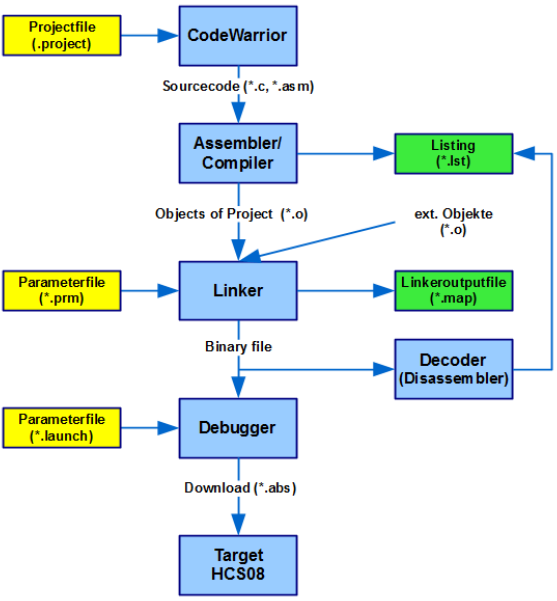 Projectfile
(.project)
CodeWarrior
Sourcecode (*.c, *.asm)
Assembler/
Compiler
Listing
(*.lst)
Objects of Project (*.o)
ext. Objekte
(*.o)
Parameterfile
(*.prm)
Linker
Linkeroutputfile
(*.map)
Binary file
Decoder
(Disassembler)
Parameterfile
(*.launch)
Debugger
Download (*.abs)
Target
HCS08